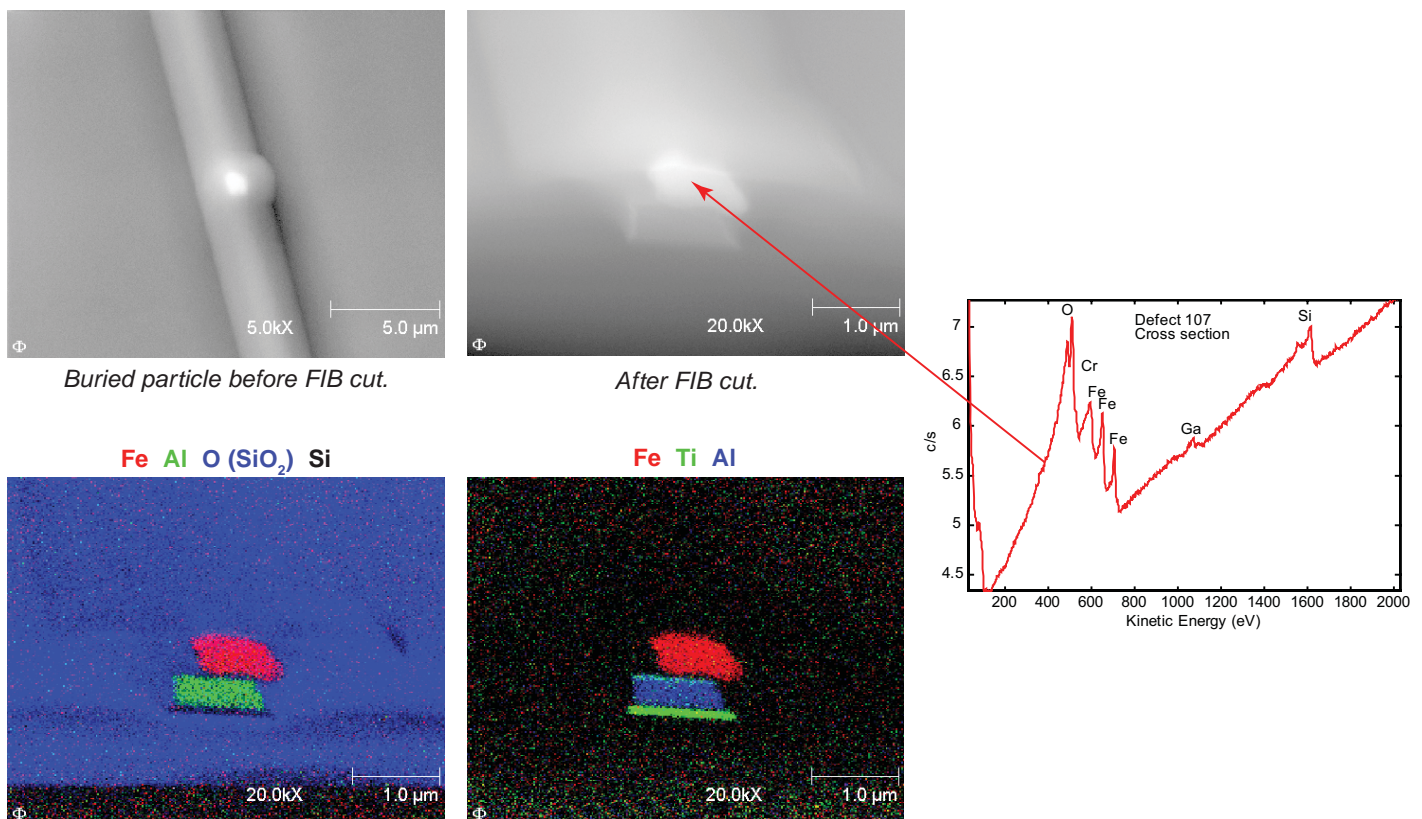 5.0kX
5.0 µm
Φ
Buried particle before FIB cut.
20.0kX
1.0 µm
Φ
After FIB cut.
Fe Al O (SiO₂) Si
20.0kX
1.0 µm
Φ
Fe Ti Al
20.0kX
1.0 µm
Φ
Defect 107
Cross section
O
Cr
Fe
Fe
Fe
Ga
Si
7
6.5
6
5.5
5
4.5
c/s
200 400 600 800 1000 1200 1400 1600 1800 2000
Kinetic Energy (eV)